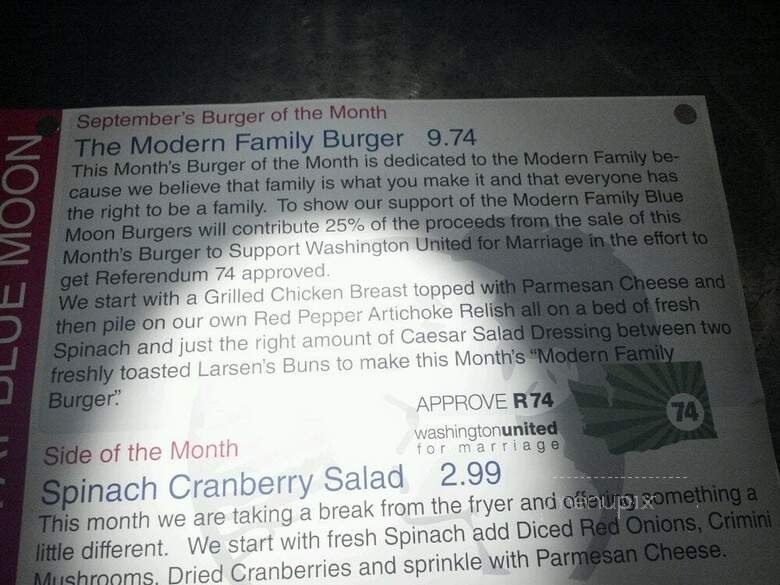 September's Burger of the Month
The Modern Family Burger 9.74
This Month's Burger of the Month is dedicated to the Modern Family be-
cause we believe that family is what you make it and that everyone has
the right to be a family. To show our support of the Modern Family Blue
Moon Burgers will contribute 25% of the proceeds from the sale of this
Month's Burger to Support Washington United for Marriage in the effort to
get Referendum 74 approved.
We start with a Grilled Chicken Breast topped with Parmesan Cheese and
then pile on our own Red Pepper Artichoke Relish all on a bed of fresh
Spinach and just the right amount of Caesar Salad Dressing between two
freshly toasted Larsen's Buns to make this Month's "Modern Family
Burger".
APPROVE R74
washingtonunited
for marriage
74
Side of the Month
Spinach Cranberry Salad 2.99
This month we are taking a break from the fryer and offering something a
little different. We start with fresh Spinach add Diced Red Onions, Crimini
Mushrooms, Dried Cranberries and sprinkle with Parmesan Cheese.
BLUE MOON
menupix